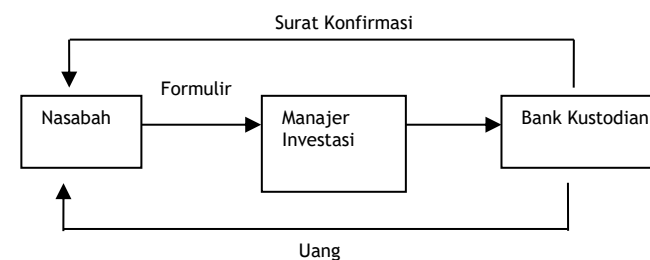 Surat Konfirmasi
Formulir
Nasabah
Manajer
Investasi
Bank Kustodian
Uang